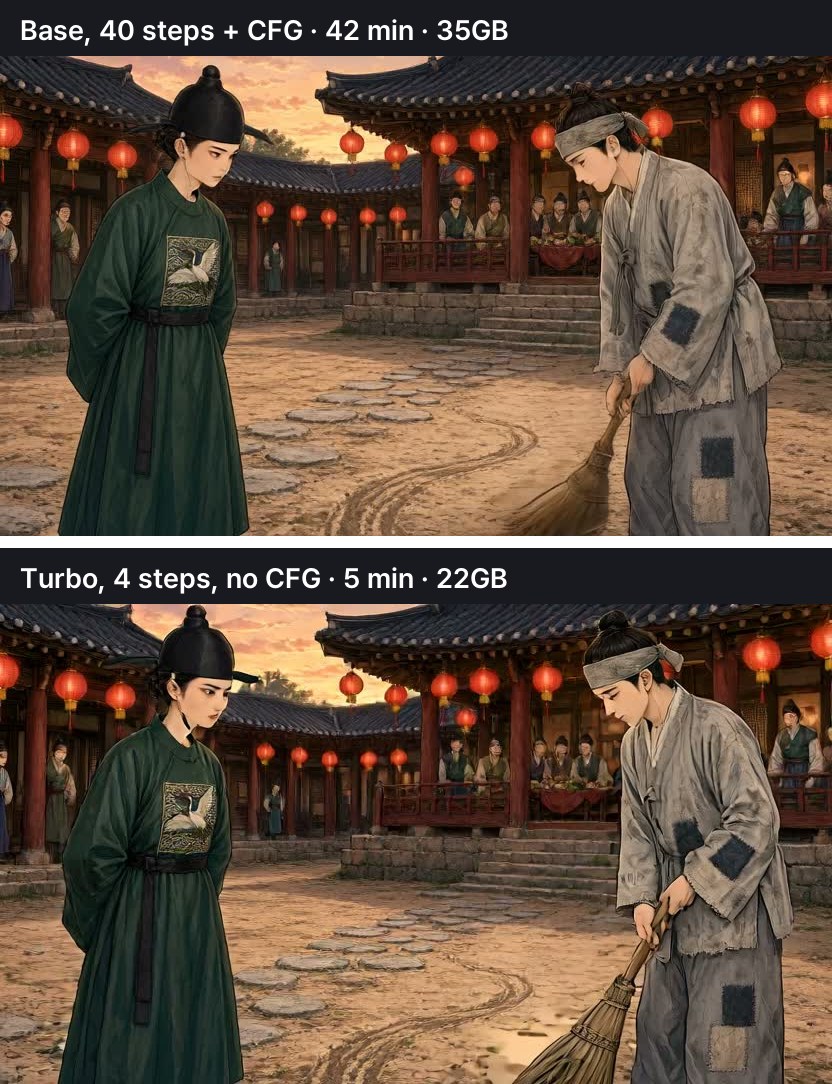 Base, 40 steps + CFG · 42 min · 35GB
Turbo, 4 steps, no CFG · 5 min · 22GB